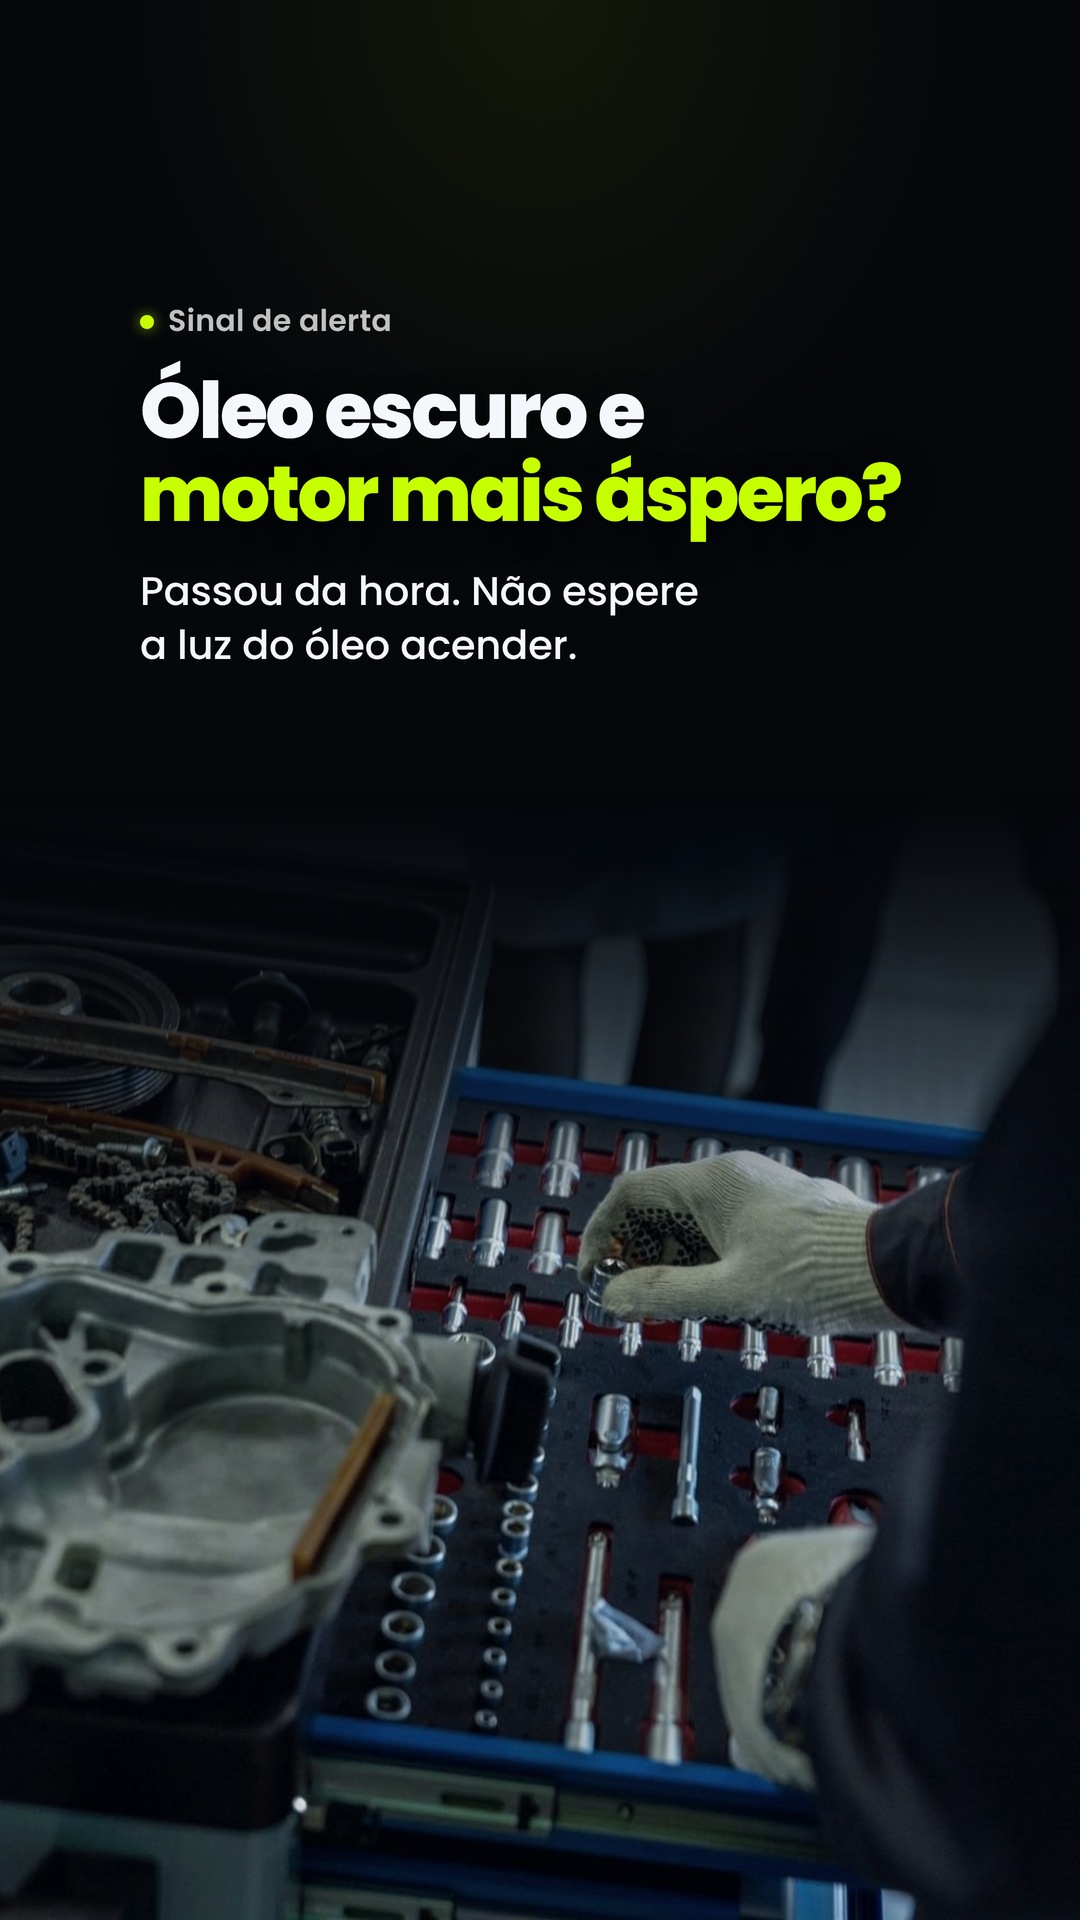 Sinal de alerta
Óleo escuro e
motor mais áspero?
Passou da hora. Não espere
a luz do óleo acender.